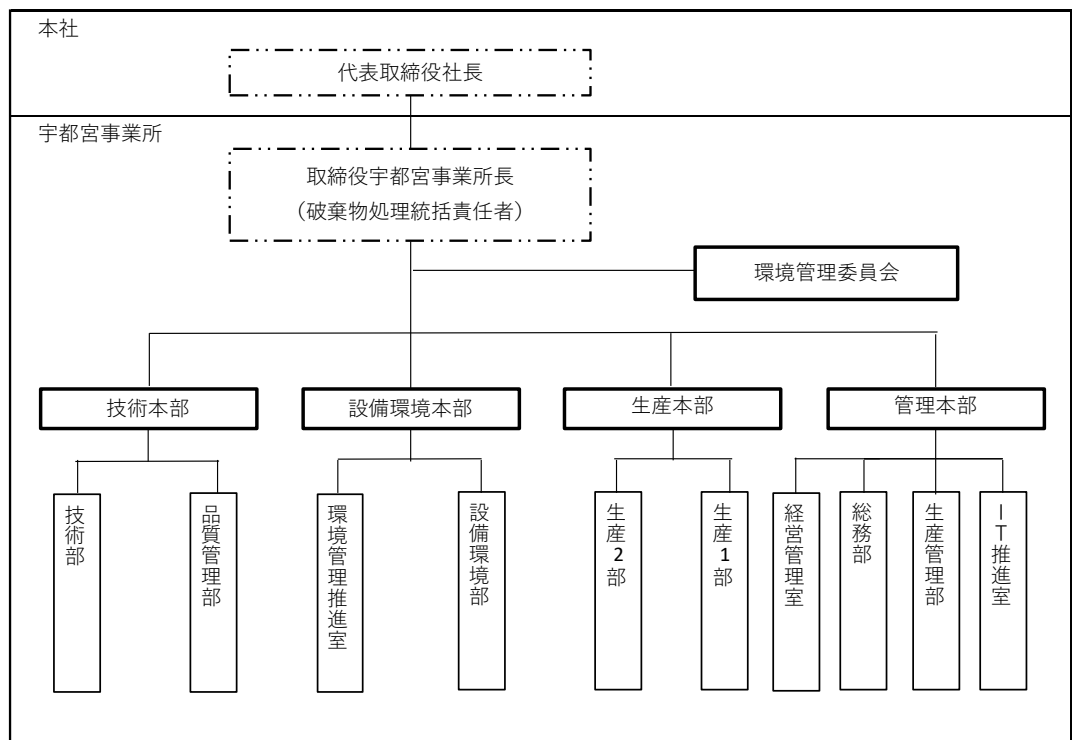 本社
代表取締役社長
宇都宮事業所
取締役宇都宮事業所長
（破棄物処理統括責任者）
環境管理委員会
技術本部
設備環境本部
生産本部
管理本部
技術部
品質管理部
環境管理推進室
設備環境部
生産2部
生産1部
経営管理室
総務部
生産管理部
IT推進室